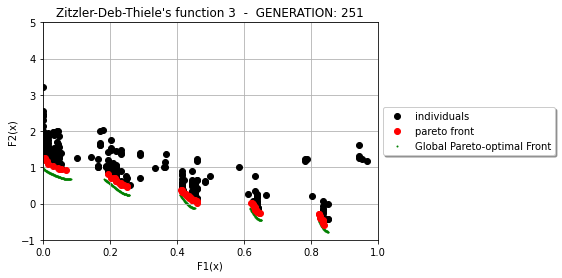 Zitzler-Deb-Thiele's function 3 - GENERATION: 251
5
4
3
2
1
0
-1
F2(x)
0.0 0.2 0.4 0.6 0.8 1.0
F1(x)
individuals
pareto front
Global Pareto-optimal Front